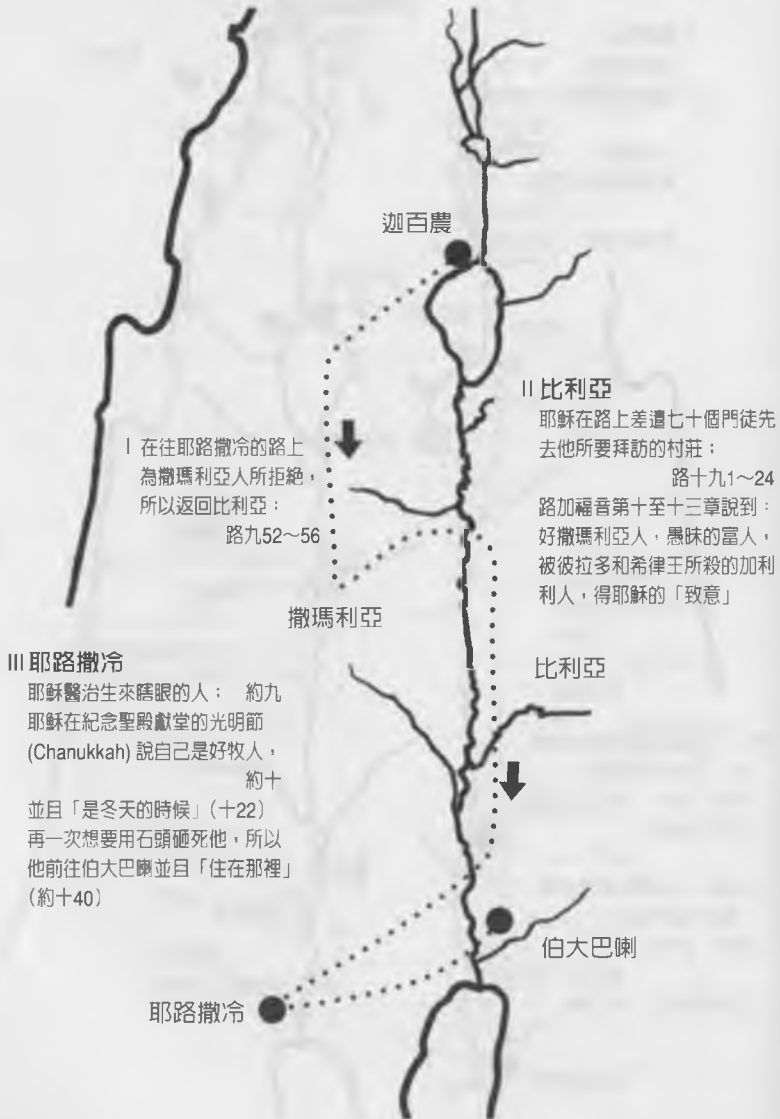 迦百農
I 在往耶路撒冷的路上
為撒瑪利亞人所拒絕，
所以返回比利亞：
路九52～56
II 比利亞
耶穌在路上差遣七十個門徒先
去他所要拜訪的村莊；
路十九1～24
路加福音第十至十三章說到：
好撒瑪利亞人，愚昧的富人，
被彼拉多和希律王所殺的加利
利人，得耶穌的「致意」
撒瑪利亞
比利亞
III 耶路撒冷
耶穌醫治生來瞎眼的人； 約九
耶穌在紀念聖殿獻堂的光明節
(Chanukkah) 說自己是好牧人，
約十
並且「是冬天的時候」(十22)
再一次想要用石頭砸死他，所以
他前往伯大巴喇並且「住在那裡」
(約十40)
伯大巴喇
耶路撒冷